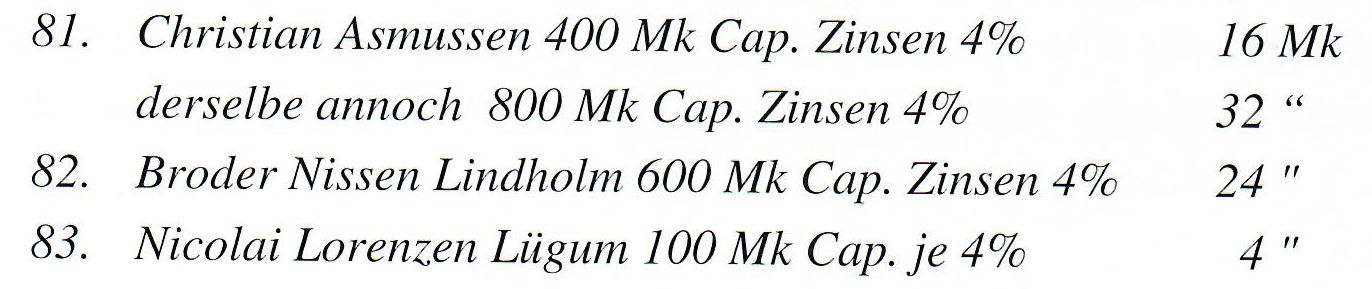 81. Christian Asmussen 400 Mk Cap. Zinsen 4% 16 Mk
derselbe annoch 800 Mk Cap. Zinsen 4% 32 “
82. Broder Nissen Lindholm 600 Mk Cap. Zinsen 4% 24 "
83. Nicolai Lorenzen Lügum 100 Mk Cap. je 4% 4 "